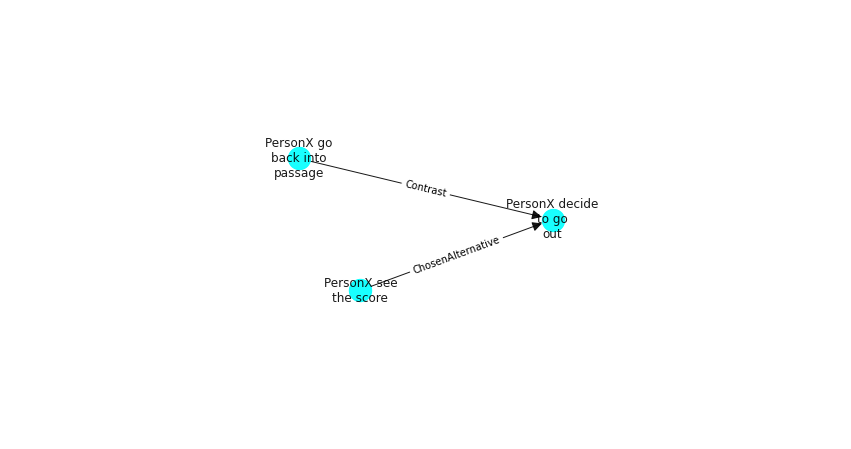 PersonX go
back into
passage
Contrast
PersonX decide
to go
out
ChosenAlternative
PersonX see
the score